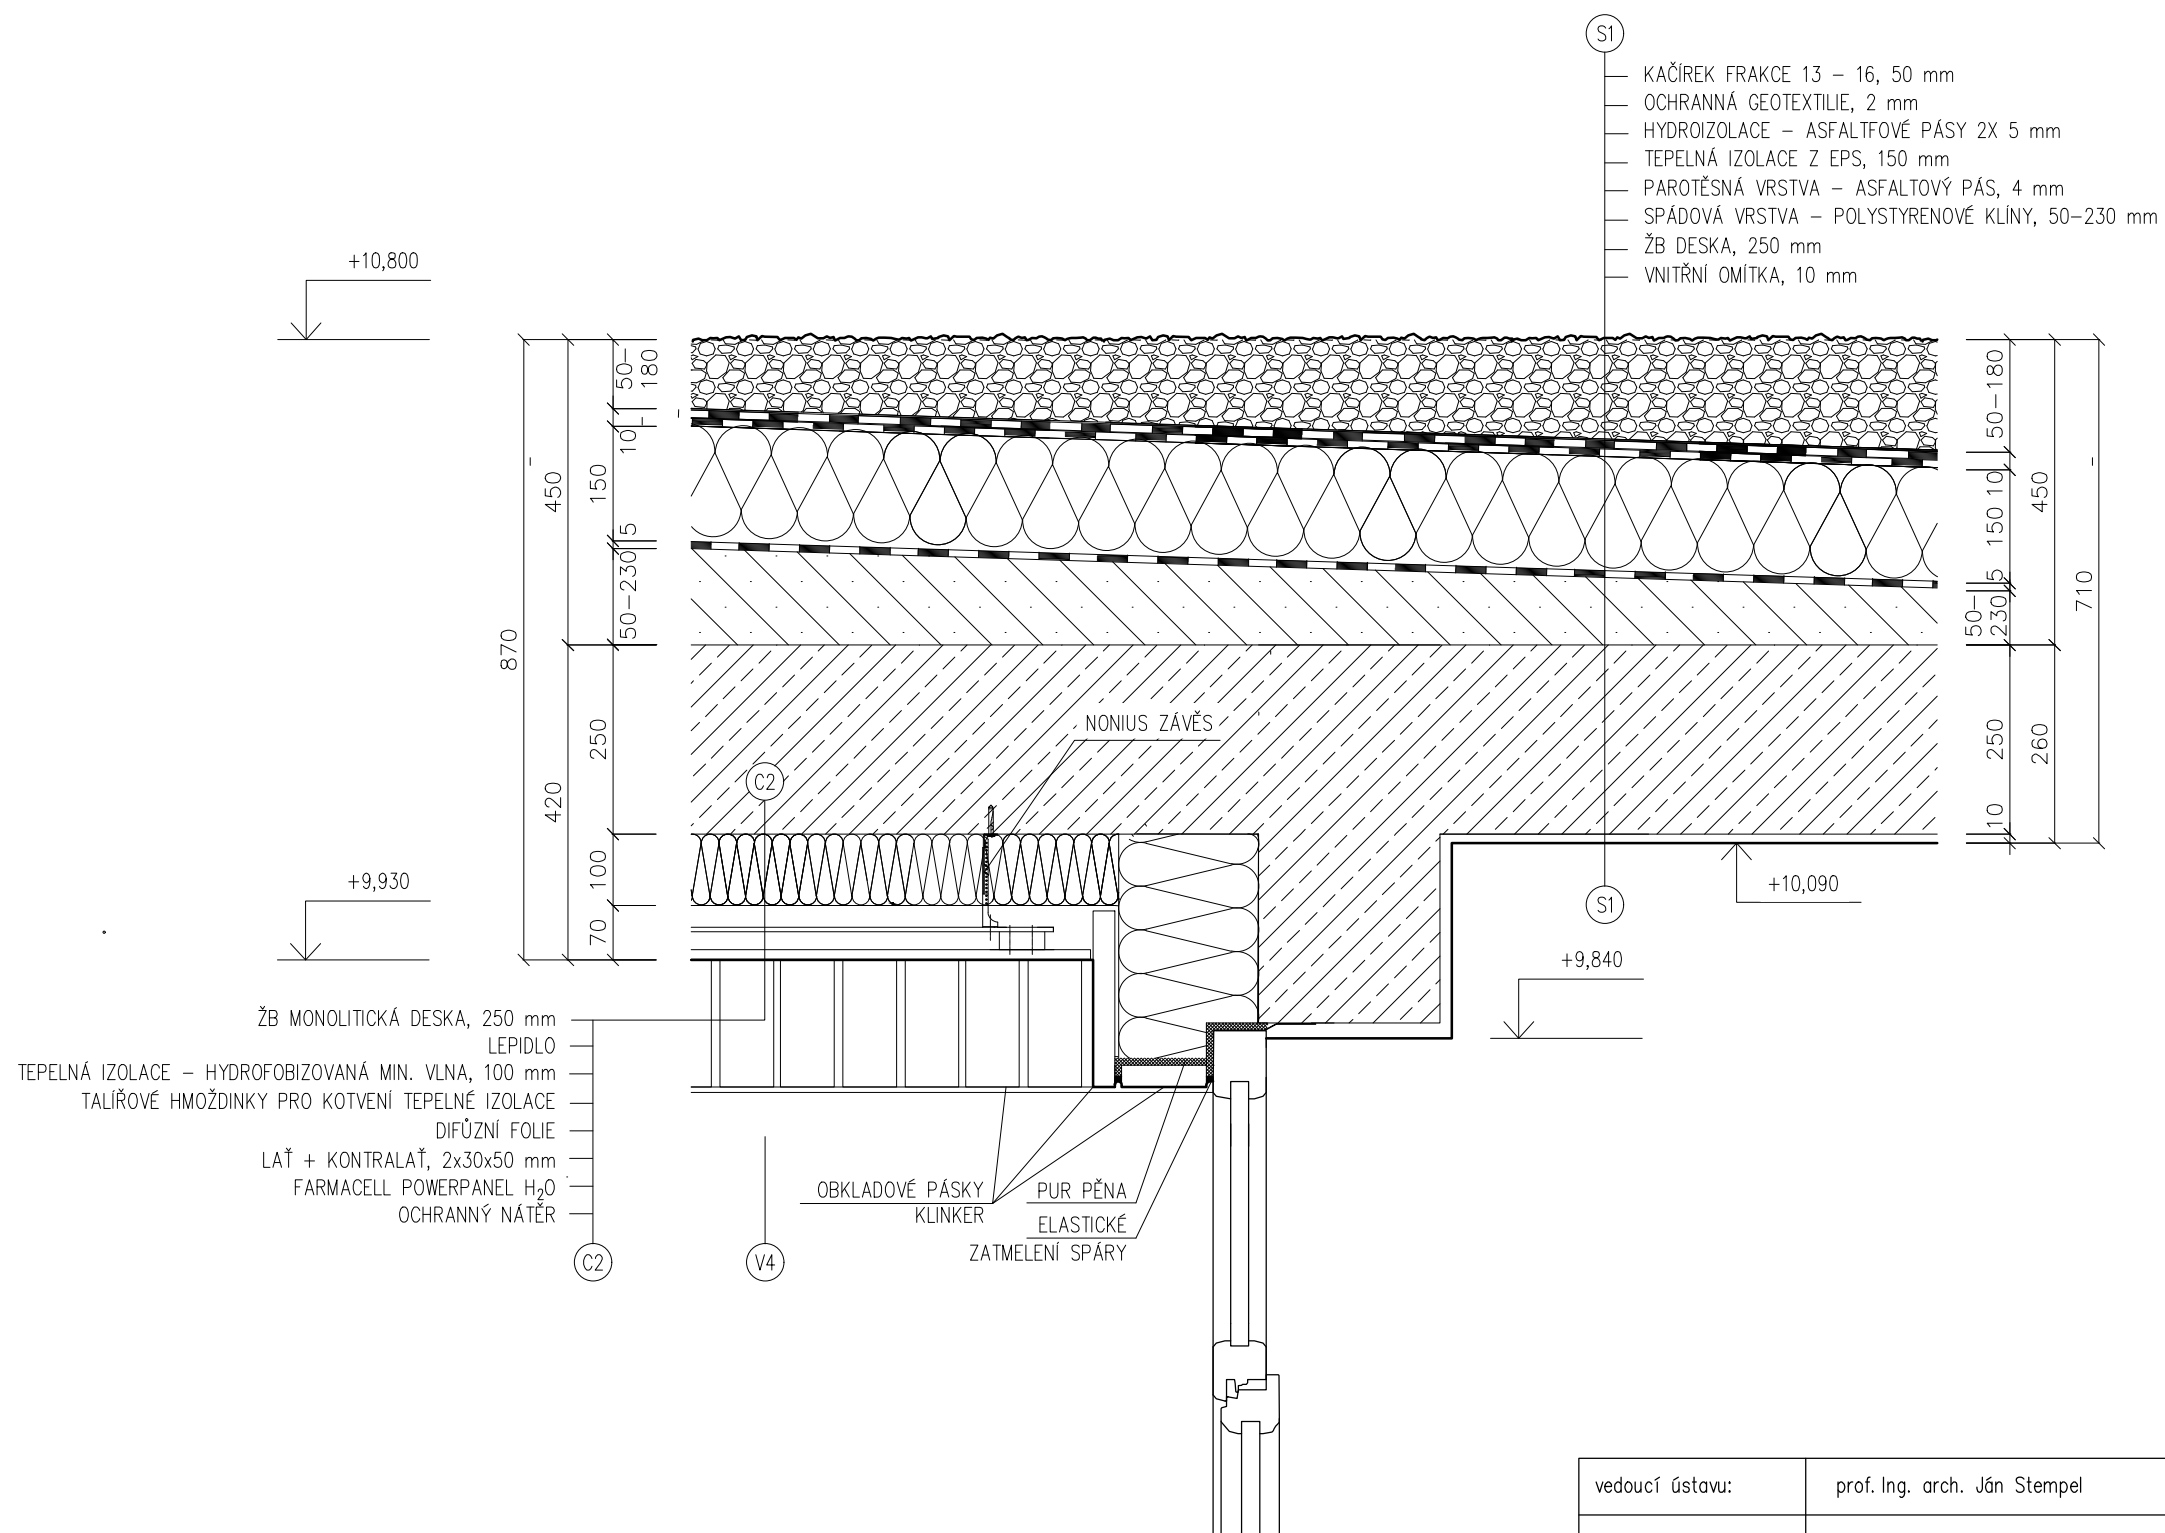 S1
KAČÍREK FRAKCE 13 – 16, 50 mm
OCHRANNÁ GEOTEXTILIE, 2 mm
HYDROIZOLACE – ASFALTFOVÉ PÁSY 2X 5 mm
TEPELNÁ IZOLACE Z EPS, 150 mm
PAROTĚSNÁ VRSTVA – ASFALTOVÝ PÁS, 4 mm
SPÁDOVÁ VRSTVA – POLYSTYRENOVÉ KLÍNY, 50–230 mm
ŽB DESKA, 250 mm
VNITŘNÍ OMÍTKA, 10 mm
+10,800
870
450
420
50–
180
10
150
5
50–230
250
100
70
50–180
10
150
5
50–
230
250
10
450
260
710
NONIUS ZÁVĚS
C2
+9,930
+10,090
S1
+9,840
ŽB MONOLITICKÁ DESKA, 250 mm
LEPIDLO
TEPELNÁ IZOLACE – HYDROFOBIZOVANÁ MIN. VLNA, 100 mm
TALÍŘOVÉ HMOŽDINKY PRO KOTVENÍ TEPELNÉ IZOLACE
DIFŮZNÍ FOLIE
LAŤ + KONTRALAŤ, 2x30x50 mm
FARMACELL POWERPANEL H₂O
OCHRANNÝ NÁTĚR
C2
V4
OBKLADOVÉ PÁSKY
KLINKER
PUR PĚNA
ELASTICKÉ
ZATMELENÍ SPÁRY
vedoucí ústavu:
prof. Ing. arch. Ján Stempel